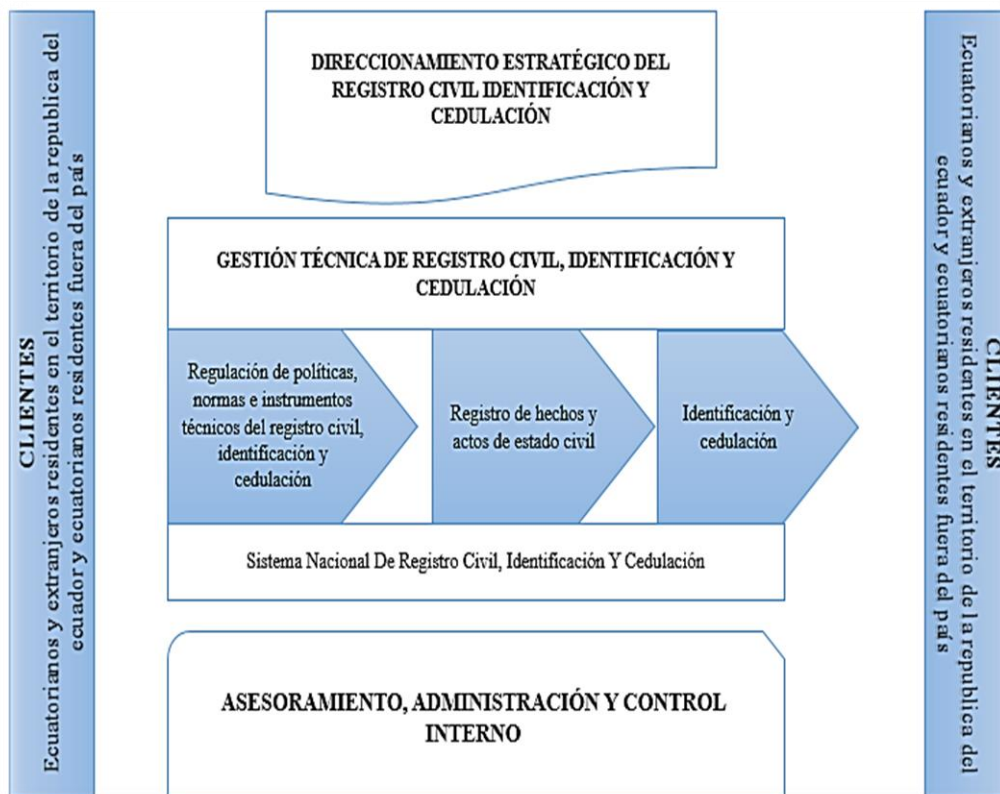 CLIENTES
Ecuatorianos y extranjeros residentes en el territorio de la republica del
ecuador y ecuatorianos residentes fuera del país
DIRECCIONAMIENTO ESTRATÉGICO DEL
REGISTRO CIVIL IDENTIFICACIÓN Y
CEDULACIÓN
GESTIÓN TÉCNICA DE REGISTRO CIVIL, IDENTIFICACIÓN Y
CEDULACIÓN
Regulación de políticas,
normas e instrumentos
técnicos del registro civil,
identificación y
cedulación
Registro de hechos y
actos de estado civil
Identificación y
cedulación
Sistema Nacional De Registro Civil, Identificación Y Cedulación
ASESORAMIENTO, ADMINISTRACIÓN Y CONTROL
INTERNO
CLIENTES
Ecuatorianos y extranjeros residentes en el territorio de la republica del
ecuador y ecuatorianos residentes fuera del país